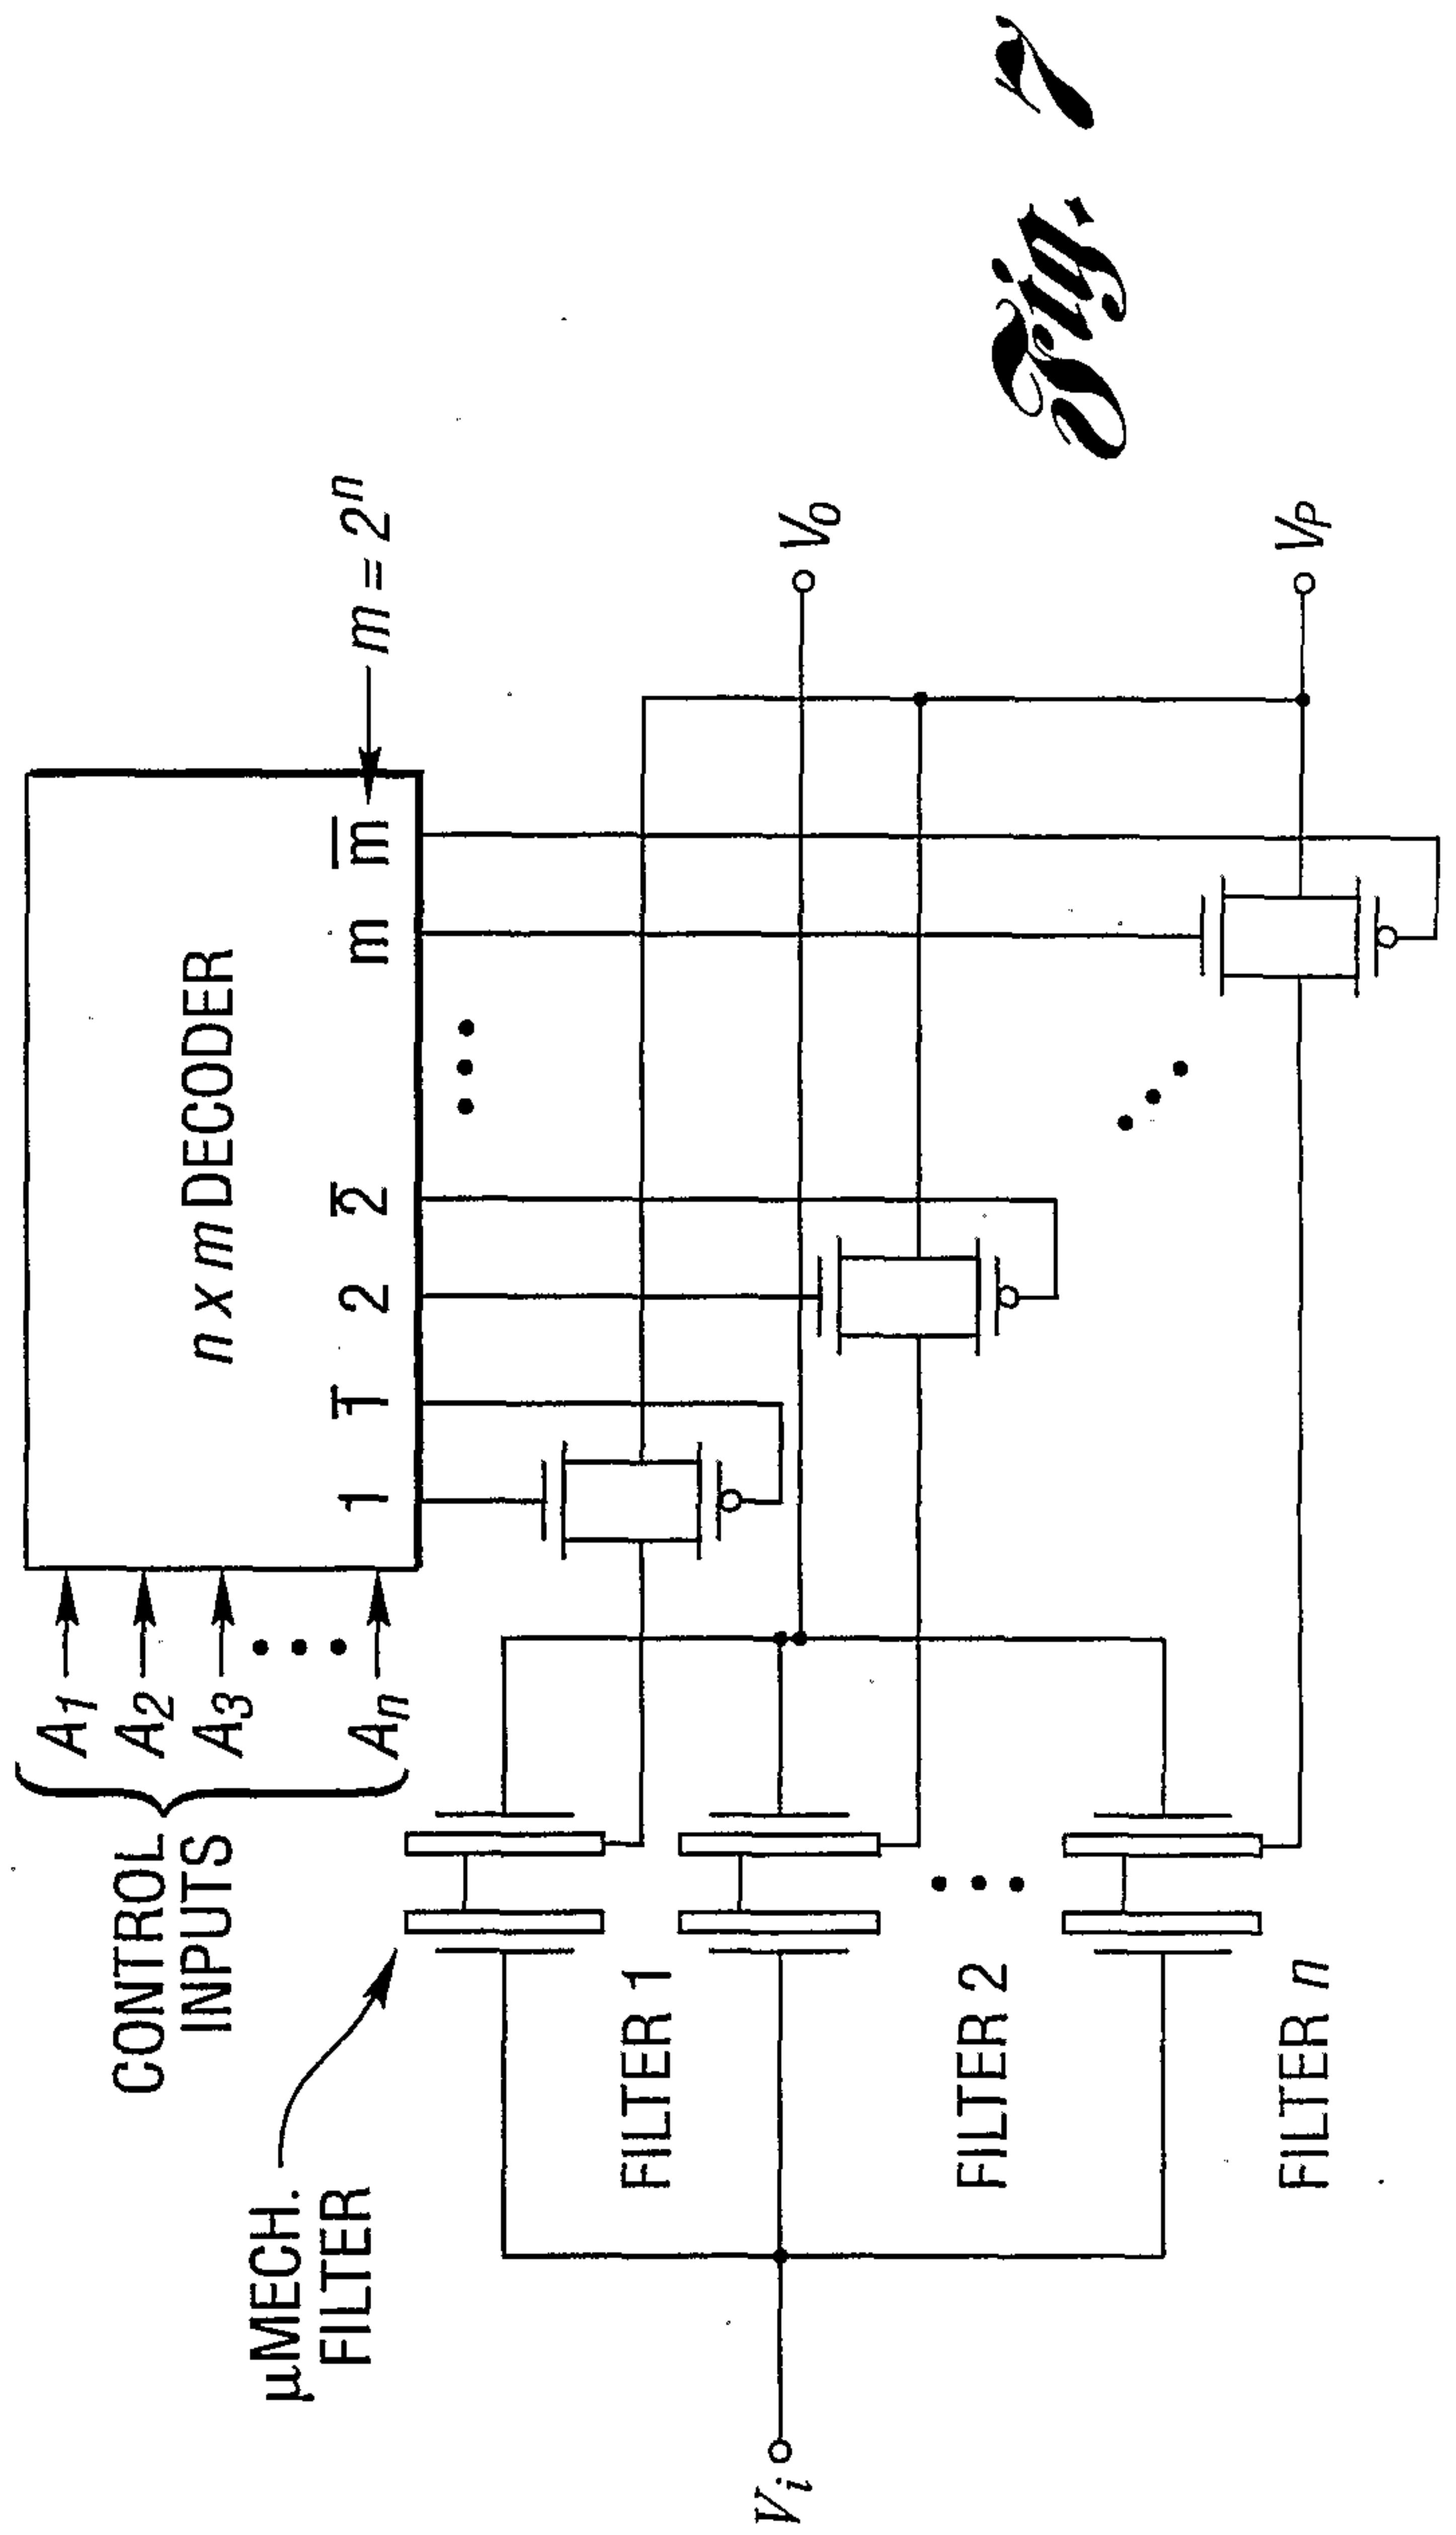 CONTROL
INPUTS
A1
A2
A3
An
n x m DECODER
1 1̅ 2 2̅ m m̅
m = 2ⁿ
μMECH.
FILTER
FILTER 1
FILTER 2
FILTER n
Vi
VO
VP
Fig. 7